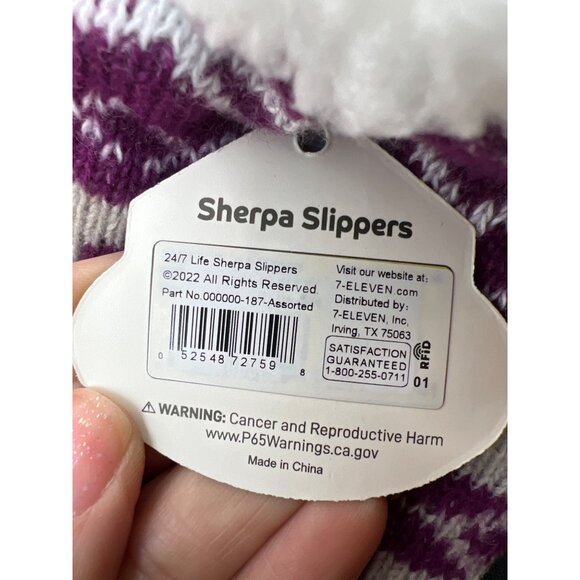 Sherpa Slippers
24/7 Life Sherpa Slippers
©2022 All Rights Reserved.
Part No.000000-187-Assorted
0 52548 72759 8
Visit our website at:
7-ELEVEN.com
Distributed by:
7-ELEVEN, Inc.
Irving, TX 75063
SATISFACTION
GUARANTEED
1-800-255-0711
RFID
01
⚠WARNING: Cancer and Reproductive Harm
www.P65Warnings.ca.gov
Made in China